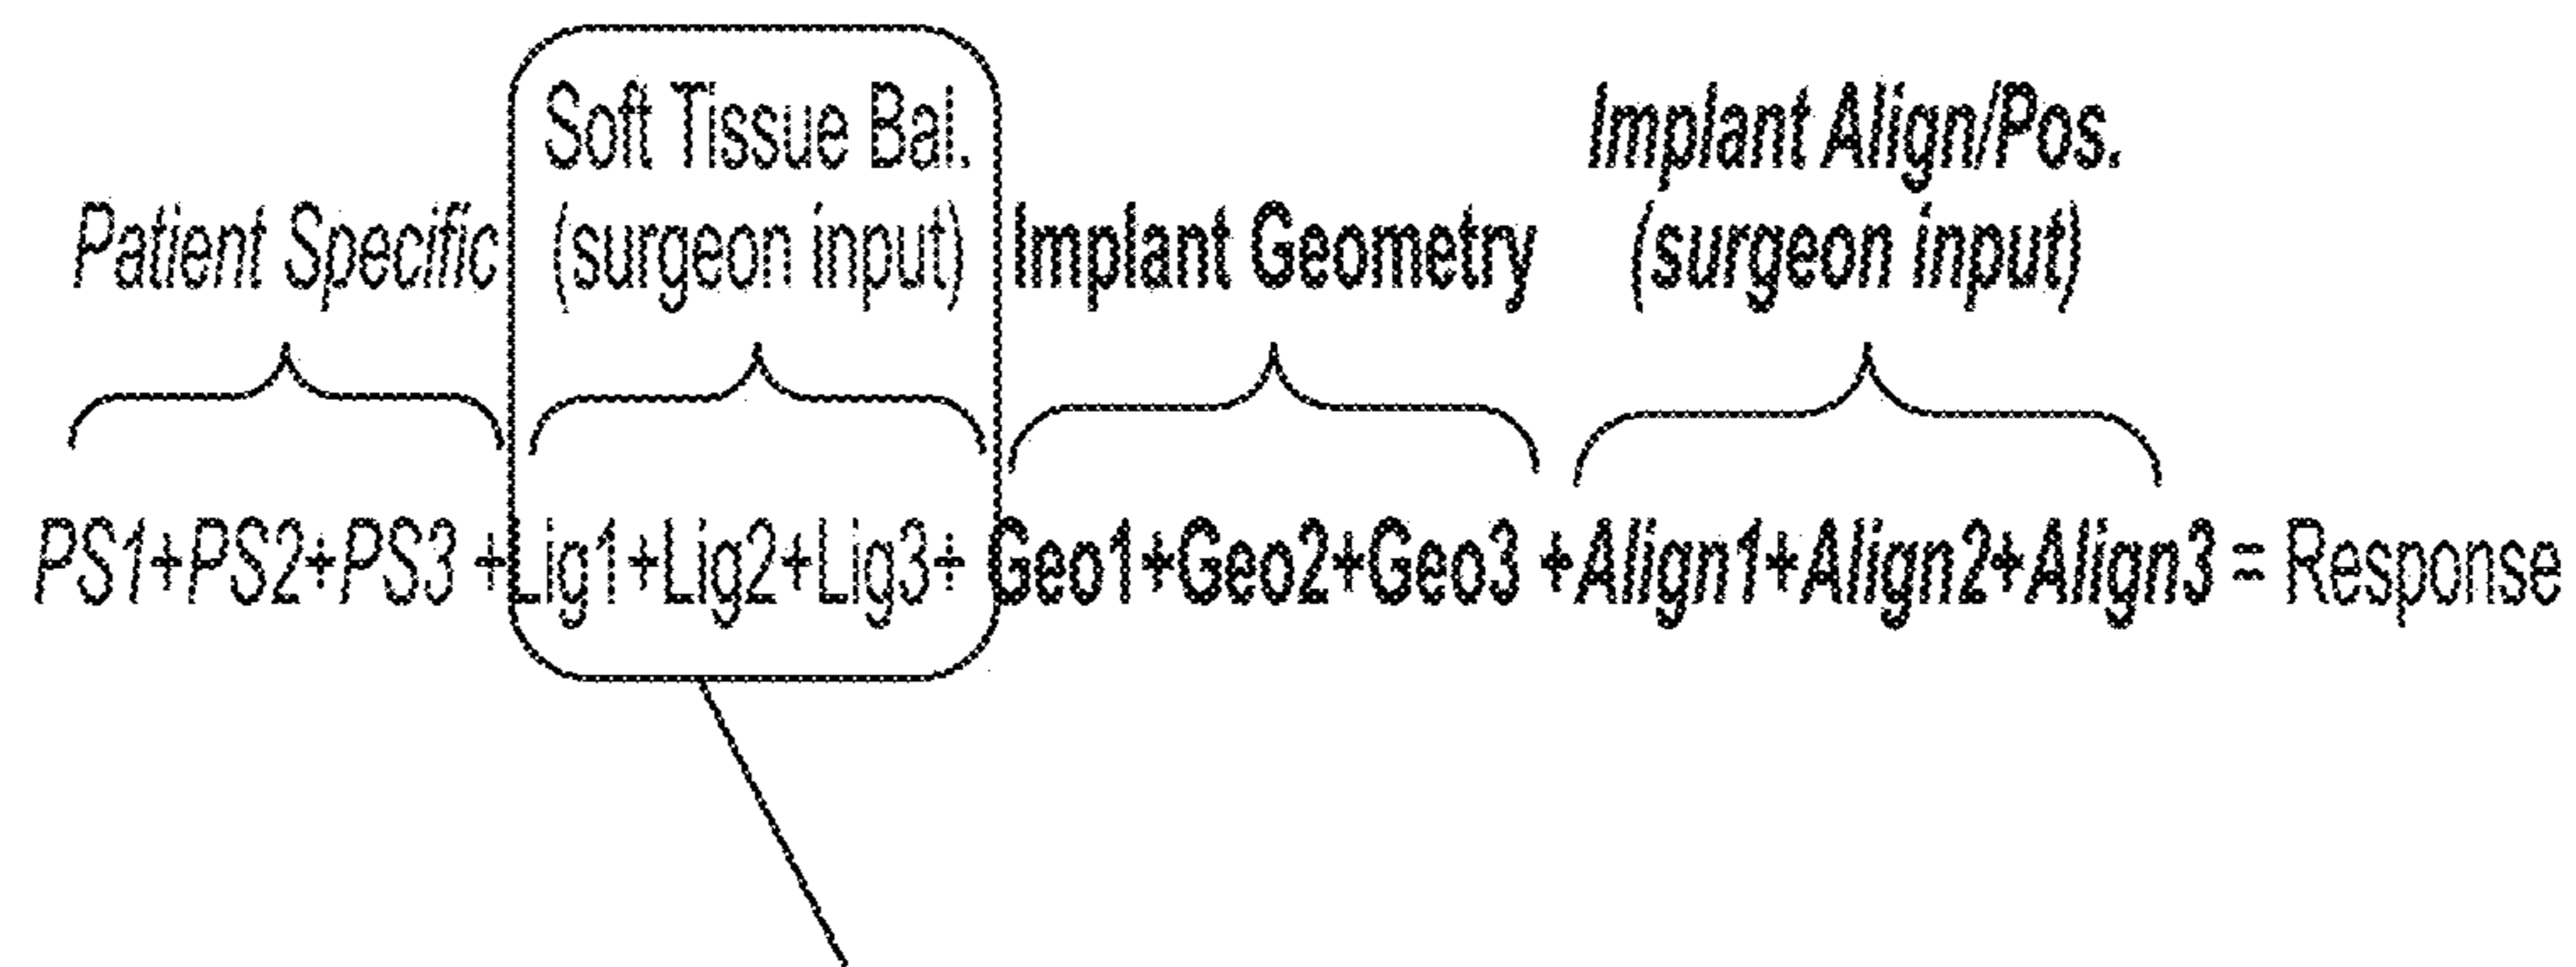 Soft Tissue Bal.
Implant Align/Pos.
Patient Specific
(surgeon input)
Implant Geometry
(surgeon input)
PS1+PS2+PS3 +Lig1+Lig2+Lig3+ Geo1+Geo2+Geo3 +Align1+Align2+Align3 = Response